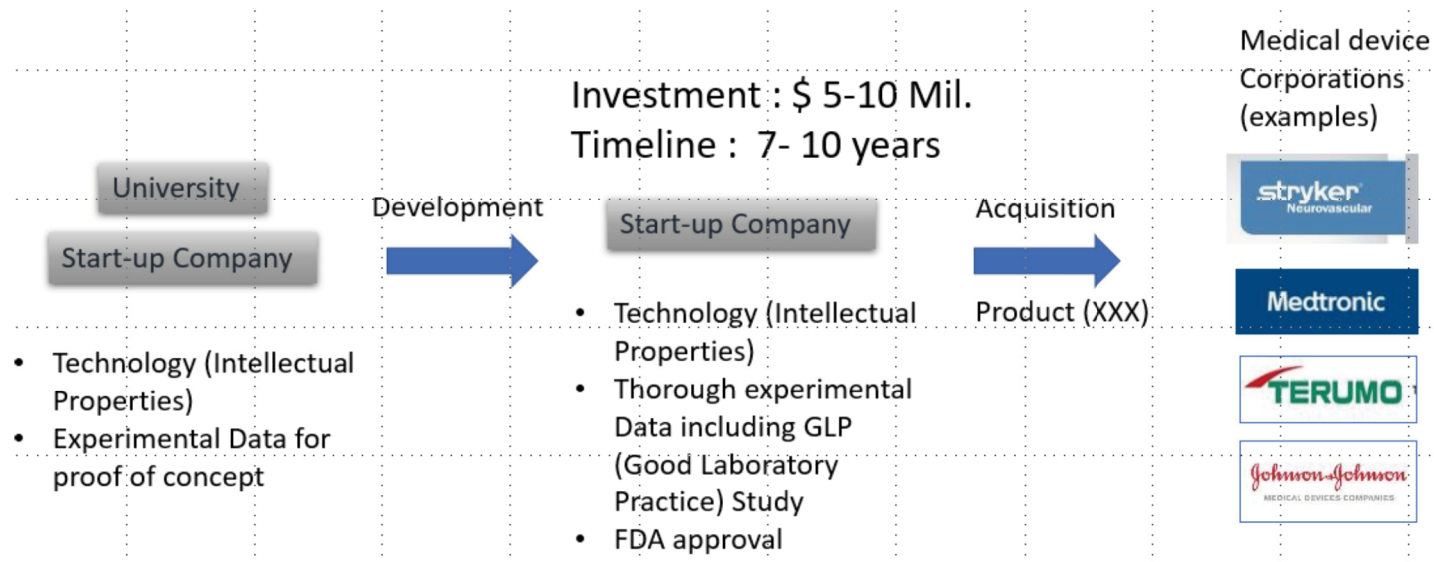 University
Start-up Company
• Technology (Intellectual
Properties)
• Experimental Data for
proof of concept
Development
Investment : $ 5-10 Mil.
Timeline :  7- 10 years
Start-up Company
• Technology (Intellectual
Properties)
• Thorough experimental
Data including GLP
(Good Laboratory
Practice) Study
• FDA approval
Acquisition
Product (XXX)
Medical device
Corporations
(examples)
stryker
Neurovascular
Medtronic
TERUMO
Johnson & Johnson
MEDICAL DEVICES COMPANIES